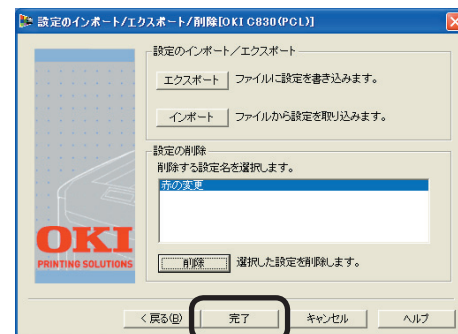 設定のインポート/エクスポート/削除[OKI C830(PCL)]
設定のインポート/エクスポート
エクスポート ファイルに設定を書き込みます。
インポート ファイルから設定を取り込みます。
設定の削除
削除する設定名を選択します。
赤の変更
OKI
PRINTING SOLUTIONS
削除 選択した設定を削除します。
< 戻る(B) 完了 キャンセル ヘルプ